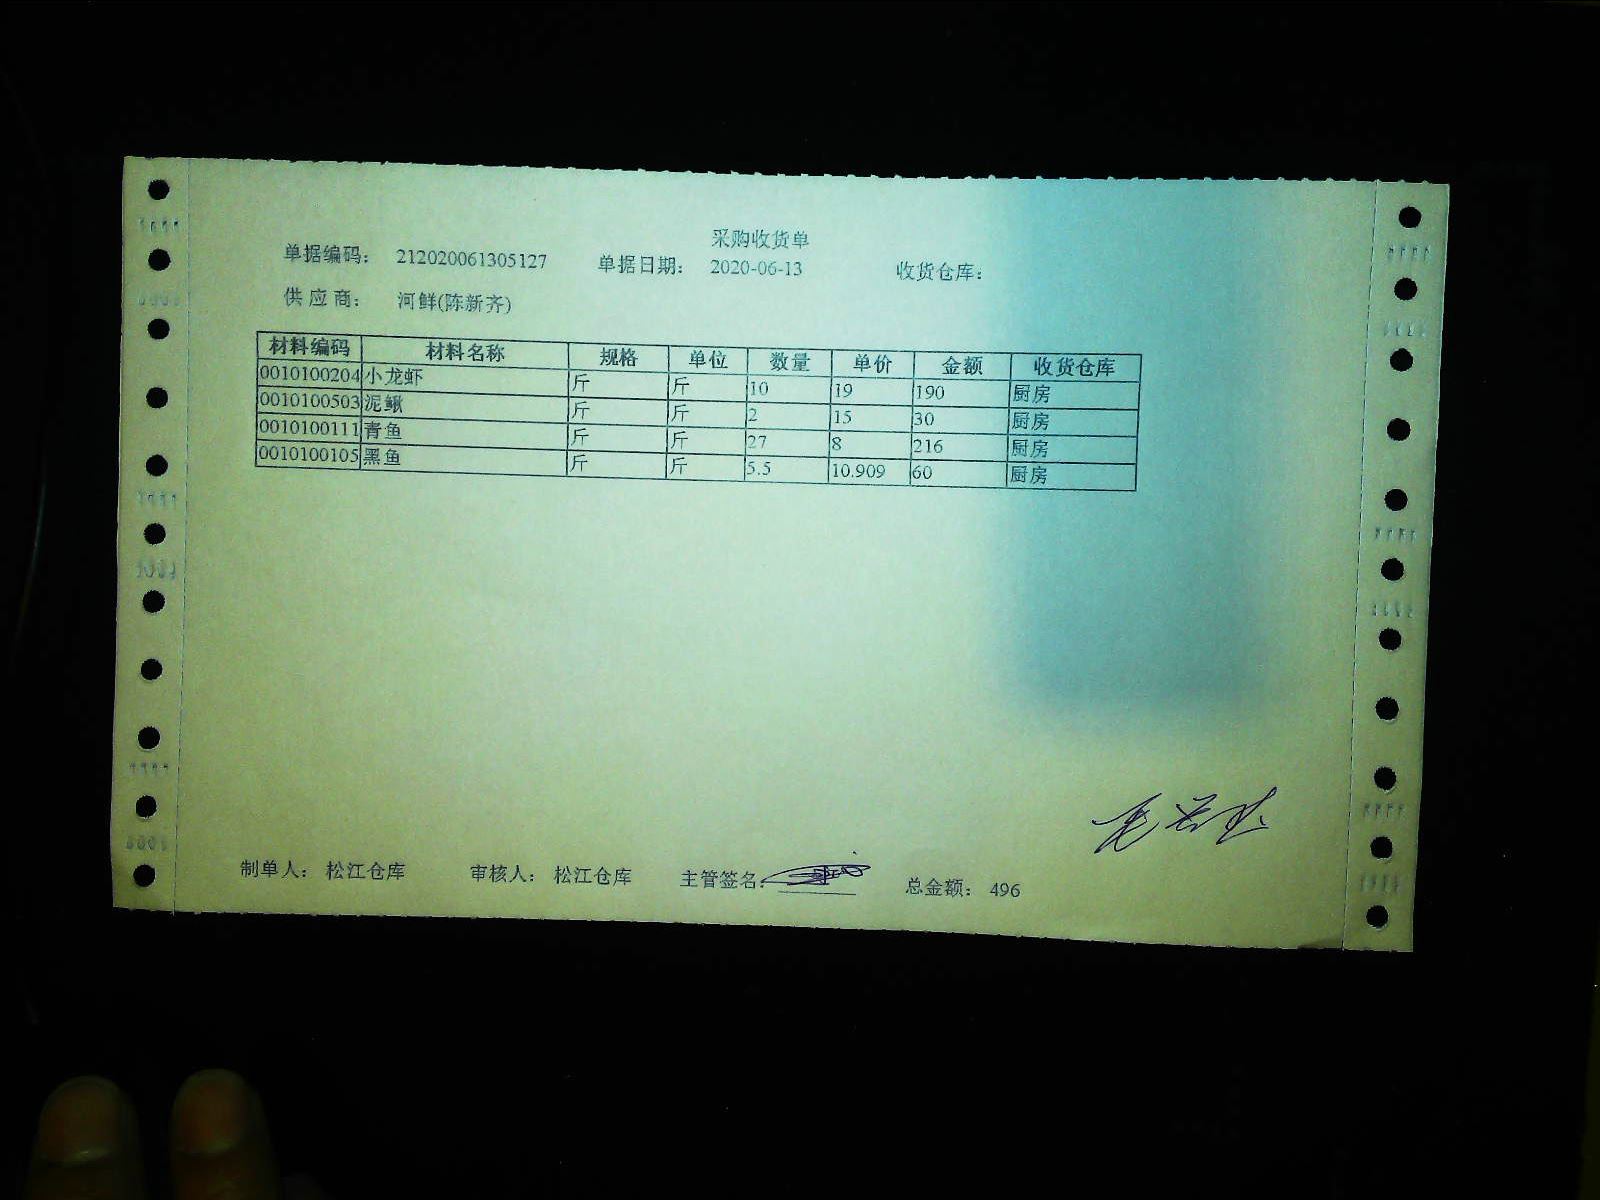 采购收货单
单据编码： 212020061305127 单据日期： 2020-06-13 收货仓库：
供 应 商： 河鲜(陈新齐)
材料编码 材料名称 规格 单位 数量 单价 金额 收货仓库
0010100204 小龙虾 斤 斤 10 19 190 厨房
0010100503 泥鳅 斤 斤 2 15 30 厨房
0010100111 青鱼 斤 斤 27 8 216 厨房
0010100105 黑鱼 斤 斤 5.5 10.909 60 厨房
制单人： 松江仓库 审核人： 松江仓库 主管签名： 总金额： 496